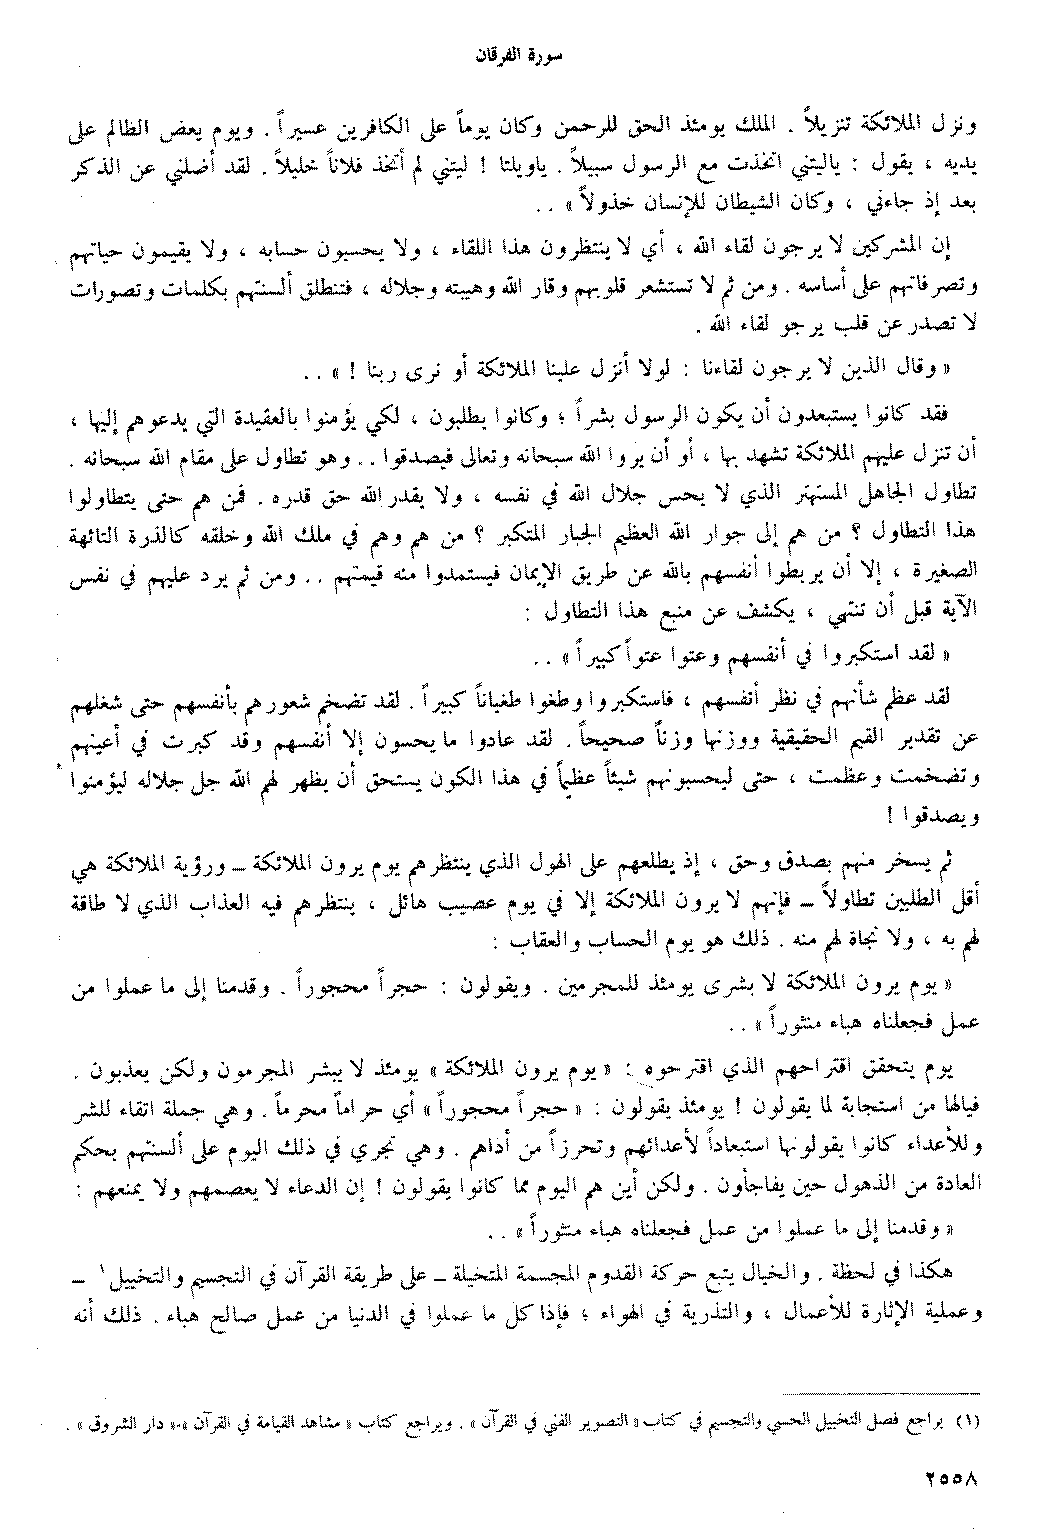 سورة الفرقان
ونزل الملائكة تنزيلاً . الملك يومئذ الحق للرحمن وكان يوماً على الكافرين عسيراً . ويوم يعض الظالم على
يديه ، يقول : ياليتني اتخذت مع الرسول سبيلاً . ياويلتا ! ليتني لم أتخذ فلاناً خليلاً . لقد أضلني عن الذكر
بعد إذ جاءني ، وكان الشيطان للإنسان خذولاً » . .
إن المشركين لا يرجون لقاء الله ، أي لا ينتظرون هذا اللقاء ، ولا يحسبون حسابه ، ولا يقيمون حياتهم
وتصرفاتهم على أساسه . ومن ثم لا تستشعر قلوبهم وقار الله وهيبته وجلاله ، فتنطلق ألسنتهم بكلمات وتصورات
لا تصدر عن قلب يرجو لقاء الله .
« وقال الذين لا يرجون لقاءنا : لولا أنزل علينا الملائكة أو نرى ربنا ! » . .
فقد كانوا يستبعدون أن يكون الرسول بشراً ؛ وكانوا يطلبون ، لكي يؤمنوا بالعقيدة التي يدعوهم إليها ،
أن تنزل عليهم الملائكة تشهد بها ، أو أن يروا الله سبحانه وتعالى فيصدقوا . . وهو تطاول على مقام الله سبحانه .
تطاول الجاهل المستهتر الذي لا يحس جلال الله في نفسه ، ولا يقدر الله حق قدره . فمن هم حتى يتطاولوا
هذا التطاول ؟ من هم إلى جوار الله العظيم الجبار المتكبر ؟ من هم وهم في ملك الله وخلقه كالذرة التائهة
الصغيرة ، إلا أن يربطوا أنفسهم بالله عن طريق الإيمان فيستمدوا منه قيمتهم . . ومن ثم يرد عليهم في نفس
الآية قبل أن تنتهي ، يكشف عن منبع هذا التطاول :
« لقد استكبروا في أنفسهم وعتوا عتواً كبيراً » . .
لقد عظم شأنهم في نظر أنفسهم ، فاستكبروا وطغوا طغياناً كبيراً . لقد تضخم شعورهم بأنفسهم حتى شغلهم
عن تقدير القيم الحقيقية ووزنها وزناً صحيحاً . لقد عادوا ما يحسون إلا أنفسهم وقد كبرت في أعينهم
وتضخمت وعظمت ، حتى ليحسبونهم شيئاً عظيماً في هذا الكون يستحق أن يظهر لهم الله جل جلاله ليؤمنوا
ويصدقوا !
ثم يسخر منهم بصدق وحق ، إذ يطلعهم على الهول الذي ينتظرهم يوم يرون الملائكة – ورؤية الملائكة هي
أقل الطلبين تطاولاً – فإنهم لا يرون الملائكة إلا في يوم عصيب هائل ، ينتظرهم فيه العذاب الذي لا طاقة
لهم به ، ولا نجاة لهم منه . ذلك هو يوم الحساب والعقاب :
« يوم يرون الملائكة لا بشرى يومئذ للمجرمين . ويقولون : حجراً محجوراً . وقدمنا إلى ما عملوا من
عمل فجعلناه هباء منثوراً » . .
يوم يتحقق اقتراحهم الذي اقترحوه : « يوم يرون الملائكة » يومئذ لا يبشر المجرمون ولكن يعذبون .
فيالها من استجابة لما يقولون ! يومئذ يقولون : « حجراً محجوراً » أي حراماً محرماً . وهي جملة اتقاء للشر
وللأعداء كانوا يقولونها استبعاداً لأعدائهم وتحرزاً من أذاهم . وهي تجري في ذلك اليوم على ألسنتهم بحكم
العادة من الذهول حين يفاجأون . ولكن أين هم اليوم مما كانوا يقولون ! إن الدعاء لا يعصمهم ولا يمنعهم :
« وقدمنا إلى ما عملوا من عمل فجعلناه هباء منثوراً » . .
هكذا في لحظة . والخيال يتبع حركة القدوم المجسمة المتخيلة – على طريقة القرآن في التجسيم والتخييل ١ –
وعملية الإثارة للأعمال ، والتذرية في الهواء ؛ فإذا كل ما عملوا في الدنيا من عمل صالح هباء . ذلك أنه
(١) يراجع فصل التخييل الحسي والتجسيم في كتاب « التصوير الفني في القرآن » . ويراجع كتاب « مشاهد القيامة في القرآن » . « دار الشروق » .
٢٥٥٨